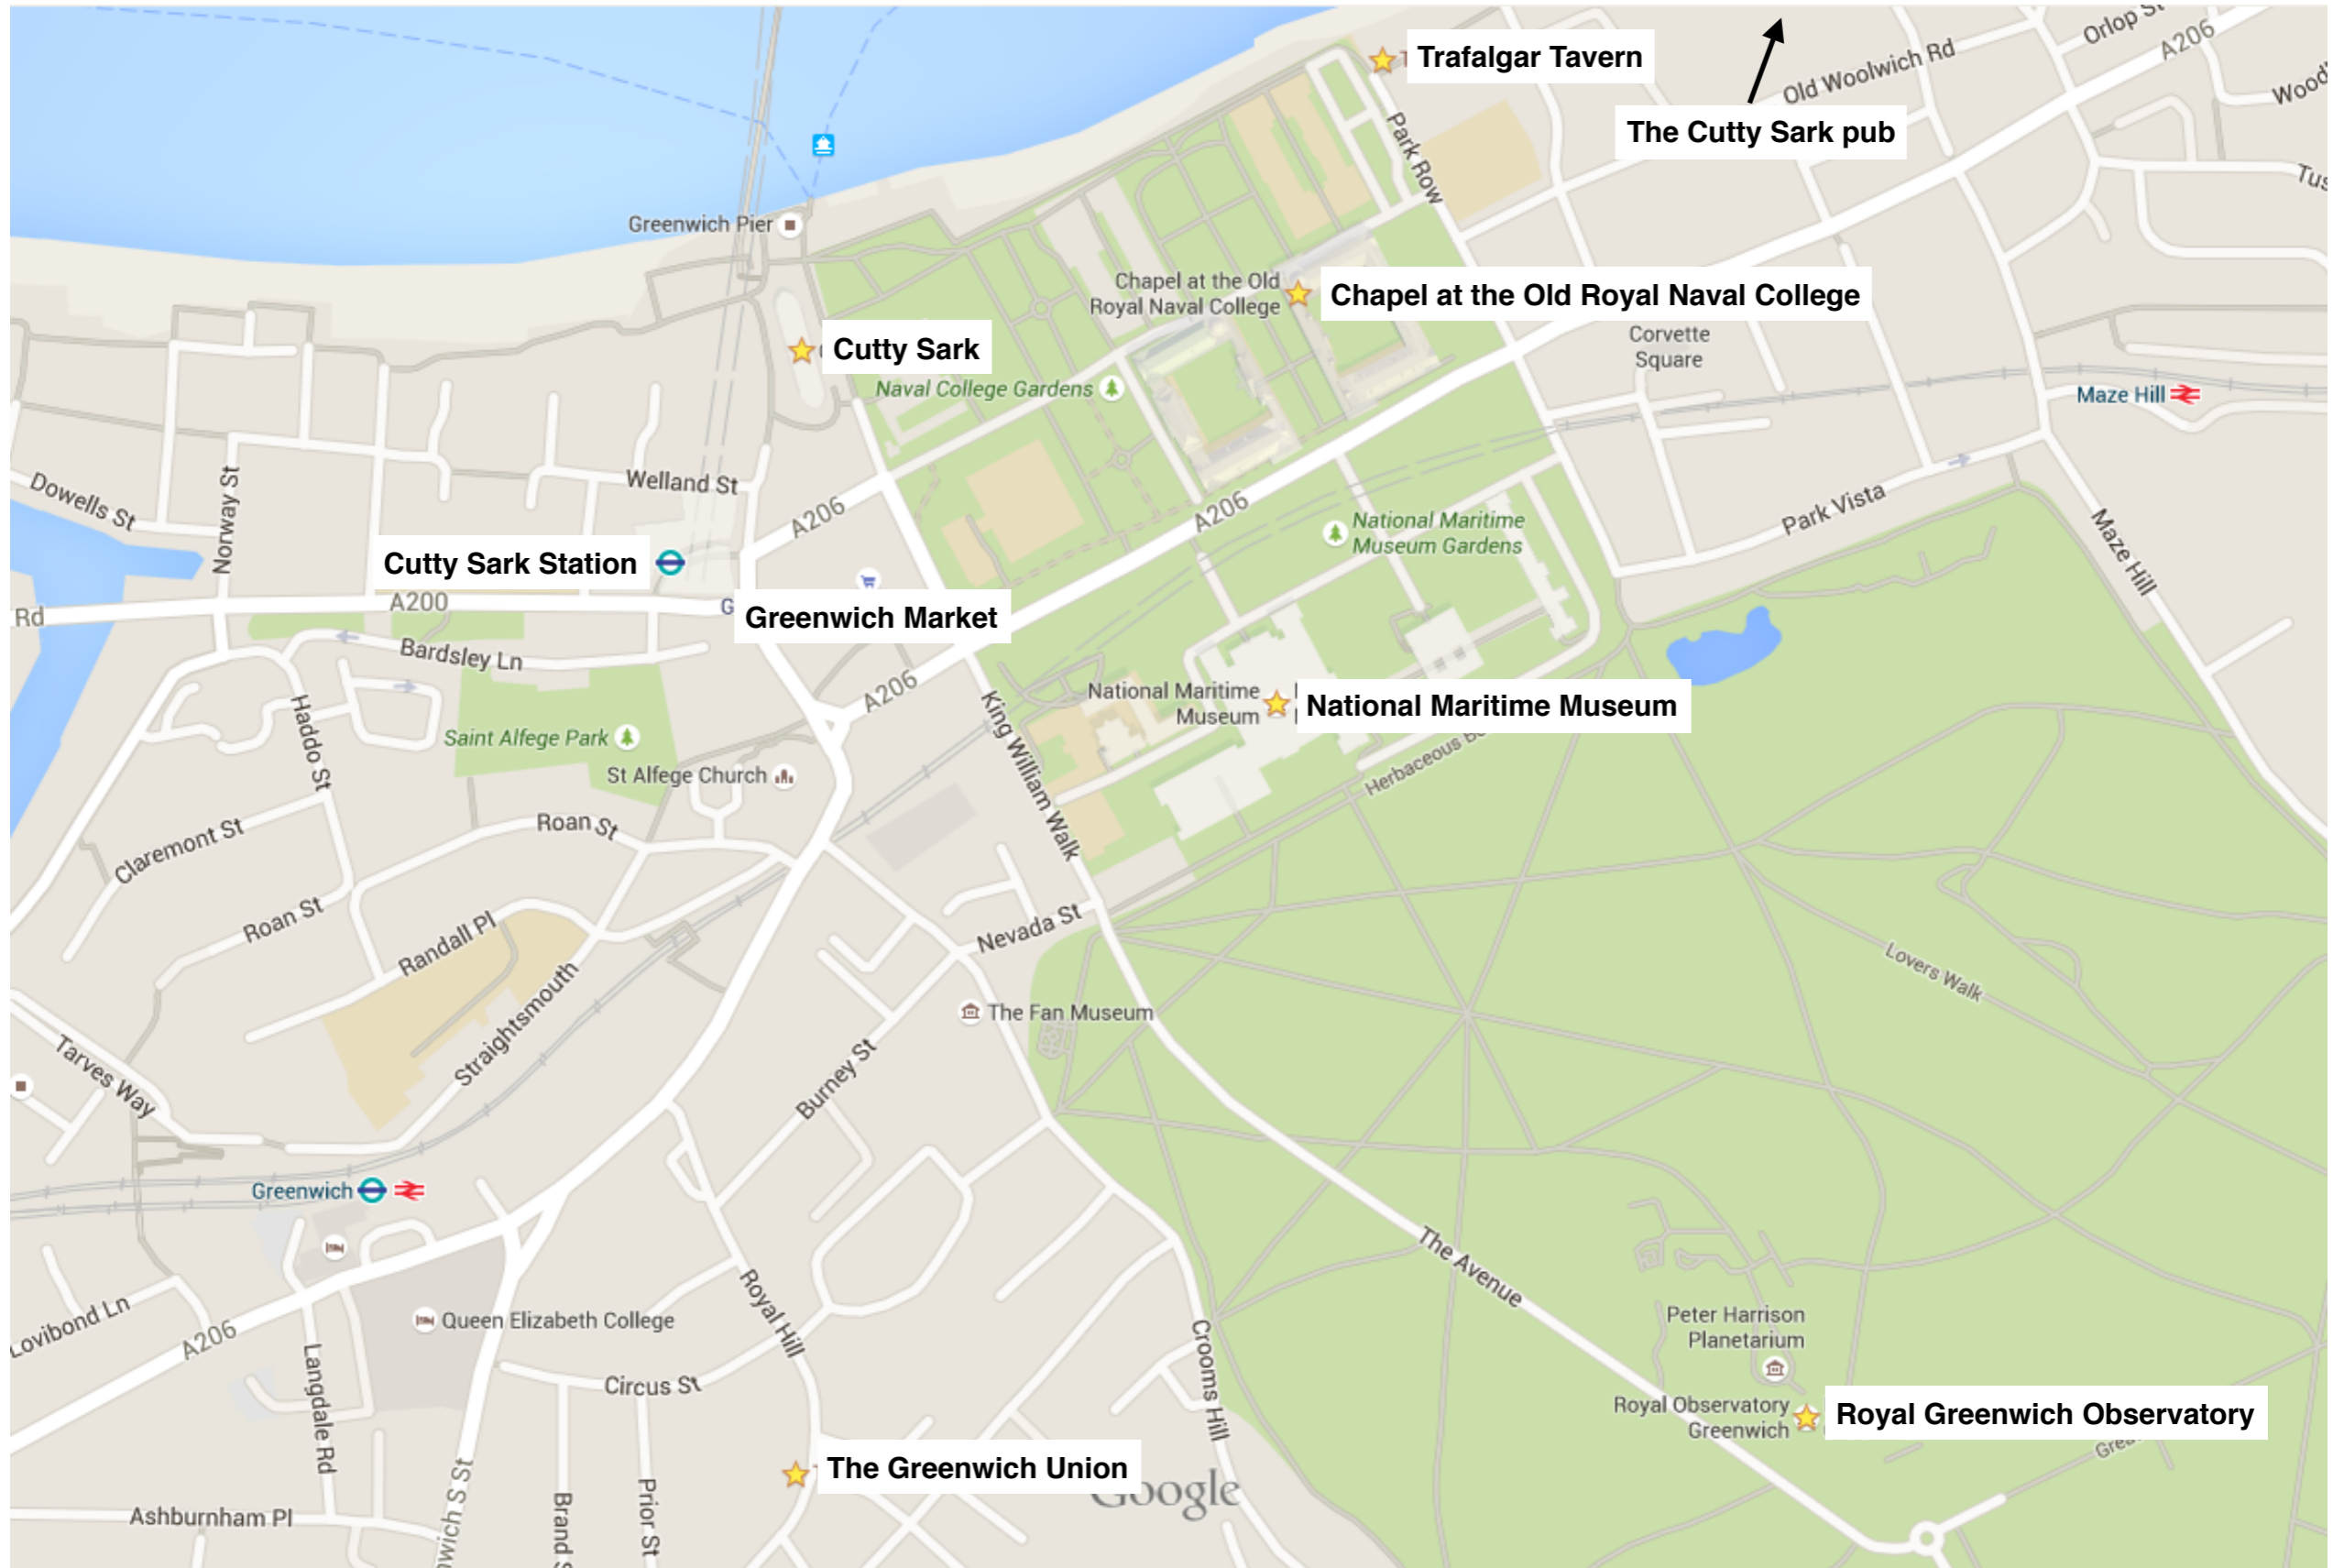 Trafalgar Tavern
Orlop St
A206
Old Woolwich Rd
The Cutty Sark pub
Park Row
Greenwich Pier
Chapel at the Old
Royal Naval College
Chapel at the Old Royal Naval College
Corvette
Square
Cutty Sark
Naval College Gardens
Maze Hill
Welland St
Dowells St
Norway St
A206
A206
Park Vista
National Maritime
Museum Gardens
Maze Hill
Cutty Sark Station
A200
Rd
Greenwich Market
Bardsley Ln
A206
National Maritime
Museum
National Maritime Museum
Haddo St
Saint Alfege Park
St Alfege Church
King William Walk
Herbaceous
Roan St
Claremont St
Roan St
Randall Pl
Nevada St
Lovers Walk
Straightsmouth
The Fan Museum
Tarves Way
Burney St
Greenwich
The Avenue
Lovibond Ln
A206
Queen Elizabeth College
Royal Hill
Peter Harrison
Planetarium
Langdale Rd
Circus St
Crooms Hill
Royal Observatory
Greenwich
Royal Greenwich Observatory
The Greenwich Union
Google
Ashburnham Pl
Brand S
Prior St
S St